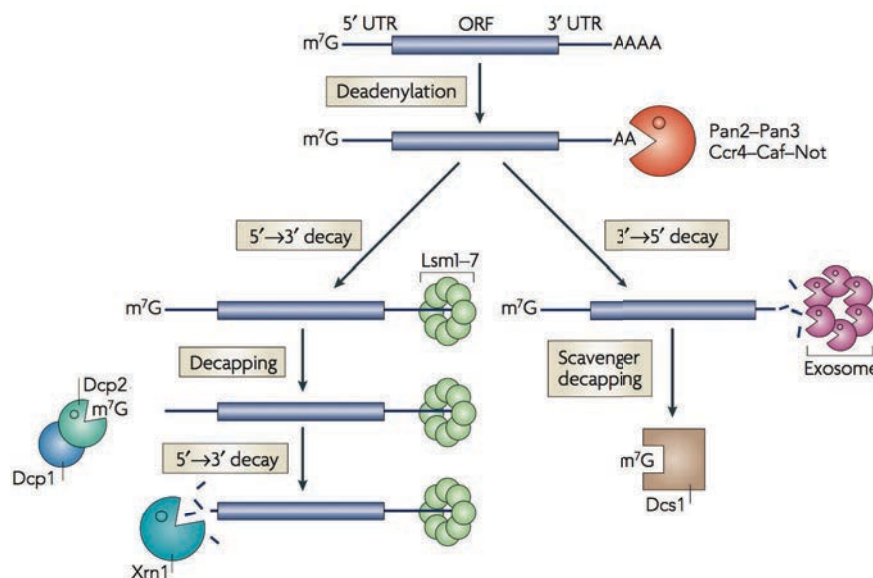 5′ UTR ORF 3′ UTR
m⁷G AAAA
Deadenylation
m⁷G AA
Pan2–Pan3
Ccr4–Caf–Not
5′→3′ decay
3′→5′ decay
Lsm1–7
m⁷G
m⁷G
Decapping
Scavenger
decapping
Exosome
Dcp2
m⁷G
Dcp1
5′→3′ decay
m⁷G
Dcs1
Xrn1